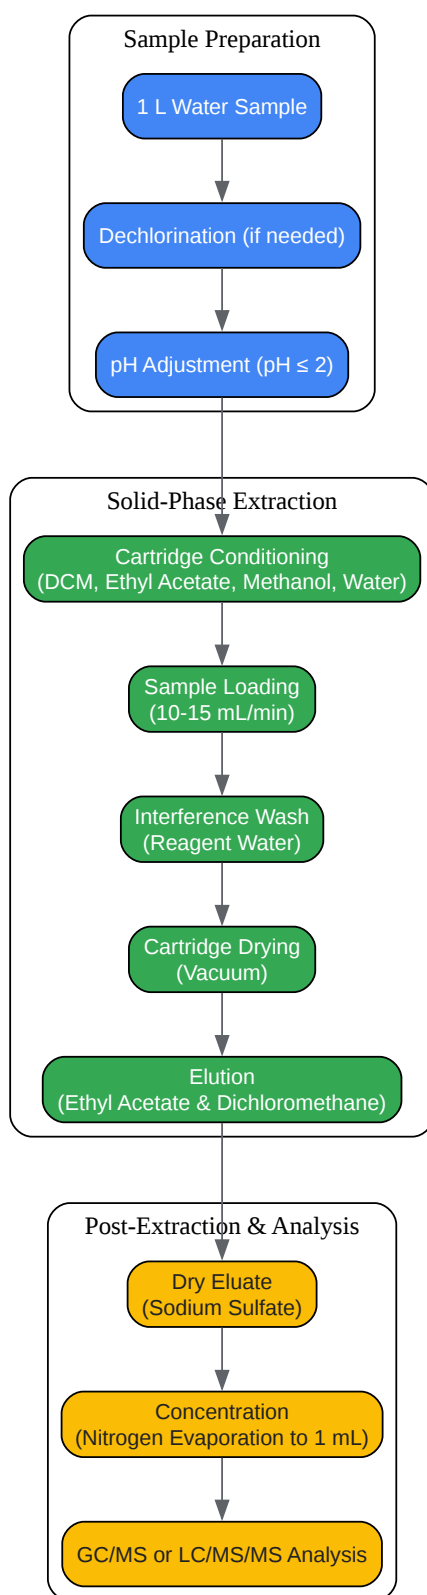 Sample Preparation
1 L Water Sample
Dechlorination (if needed)
pH Adjustment (pH ≤ 2)
Solid-Phase Extraction
Cartridge Conditioning
(DCM, Ethyl Acetate, Methanol, Water)
Sample Loading
(10-15 mL/min)
Interference Wash
(Reagent Water)
Cartridge Drying
(Vacuum)
Elution
(Ethyl Acetate & Dichloromethane)
Post-Extraction & Analysis
Dry Eluate
(Sodium Sulfate)
Concentration
(Nitrogen Evaporation to 1 mL)
GC/MS or LC/MS/MS Analysis